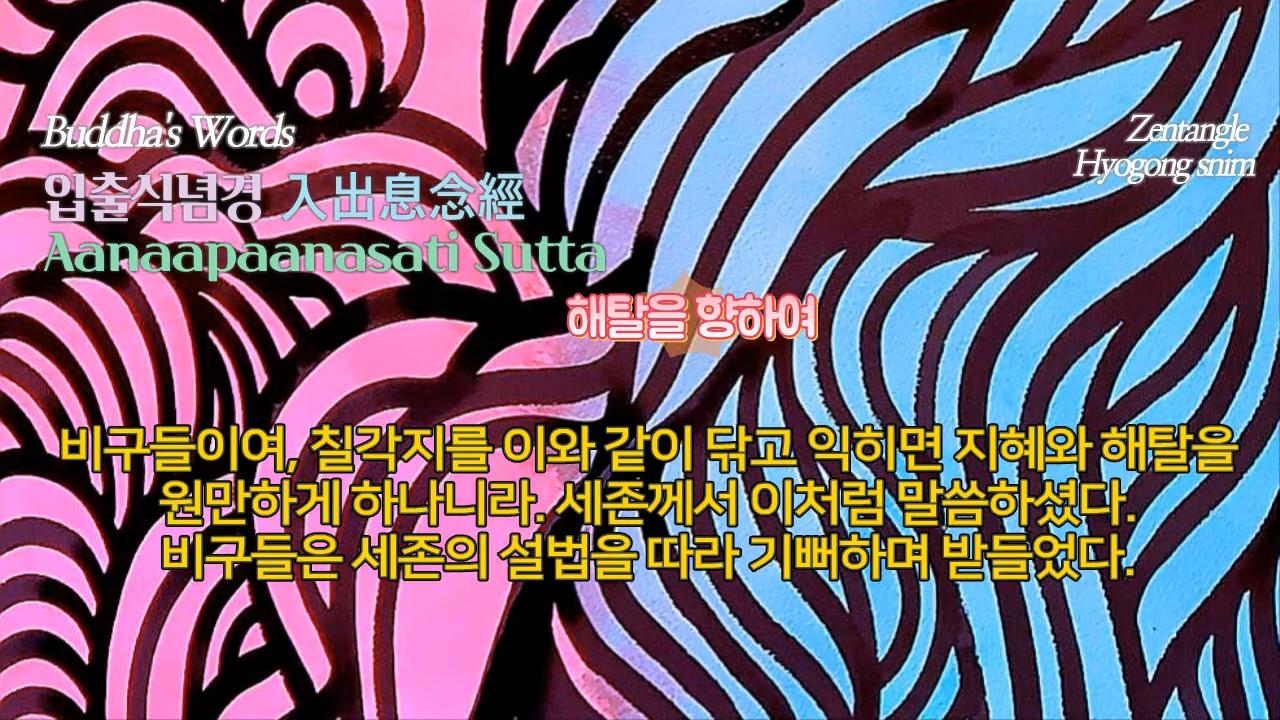 Buddha's Words
Zentangle
Hyogong snim
입출식념경 入出息念經
Aanaapaanasati Sutta
해탈을 향하여
비구들이여, 칠각지를 이와 같이 닦고 익히면 지혜와 해탈을
원만하게 하나니라. 세존께서 이처럼 말씀하셨다.
비구들은 세존의 설법을 따라 기뻐하며 받들었다.